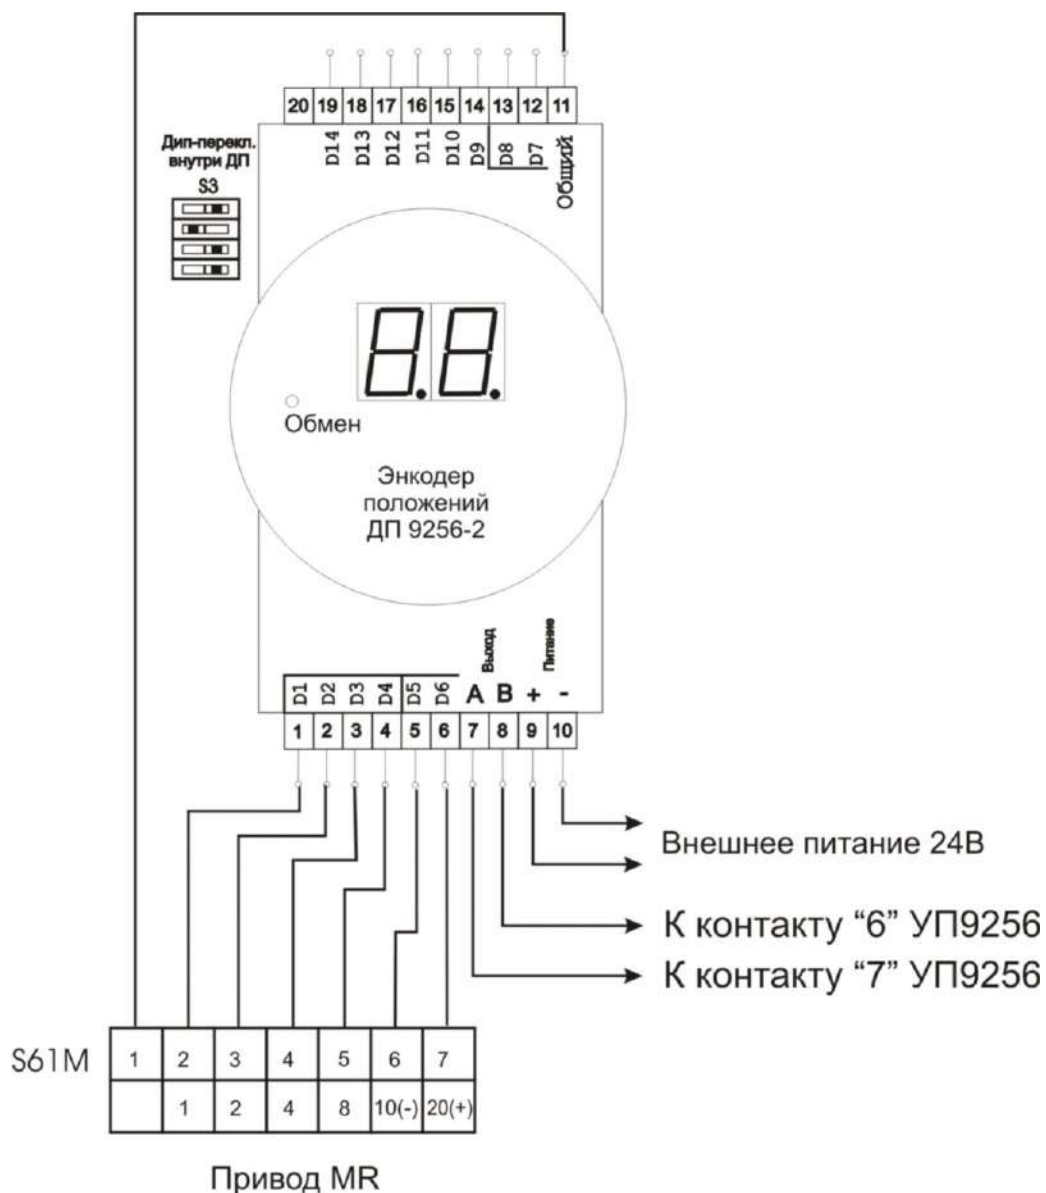 20 19 18 17 16 15 14 13 12 11
D14 D13 D12 D11 D10 D9 D8 D7 Общий
Дип-перекл.
внутри ДП
S3
88
Обмен
Энкодер
положений
ДП 9256-2
Выход Питание
D1 D2 D3 D4 D5 D6 A B + -
1 2 3 4 5 6 7 8 9 10
Внешнее питание 24В
К контакту “6” УП9256
К контакту “7” УП9256
S61M 1 2 3 4 5 6 7
1 2 4 8 10(-) 20(+)
Привод MR